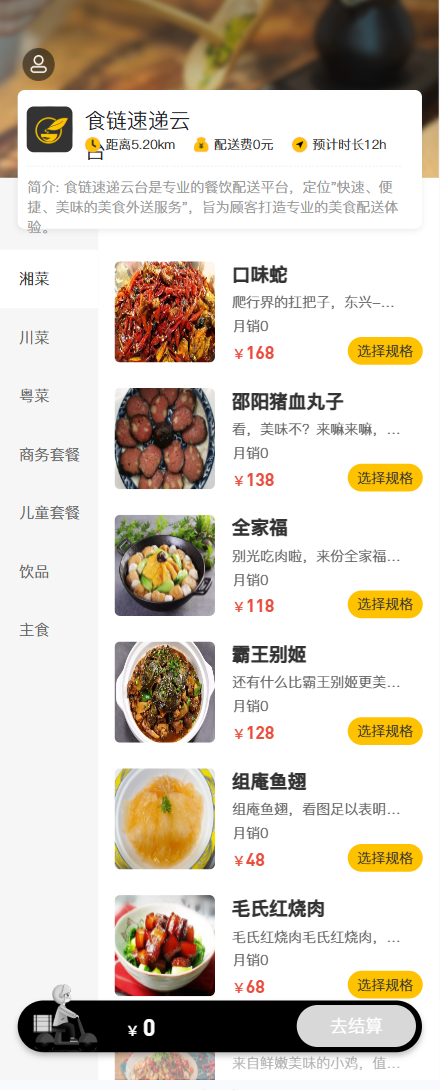 食链速递云
台
距离5.20km 配送费0元 预计时长12h
简介: 食链速递云台是专业的餐饮配送平台，定位”快速、便
捷、美味的美食外送服务”，旨为顾客打造专业的美食配送体
验。
湘菜
川菜
粤菜
商务套餐
儿童套餐
饮品
主食
口味蛇
爬行界的扛把子，东兴–...
月销0
￥168 选择规格
邵阳猪血丸子
看，美味不？来嘛来嘛，...
月销0
￥138 选择规格
全家福
别光吃肉啦，来份全家福...
月销0
￥118 选择规格
霸王别姬
还有什么比霸王别姬更美...
月销0
￥128 选择规格
组庵鱼翅
组庵鱼翅，看图足以表明...
月销0
￥48 选择规格
毛氏红烧肉
毛氏红烧肉毛氏红烧肉，...
月销0
￥68 选择规格
￥0 去结算
来自鲜嫩美味的小鸡，值...